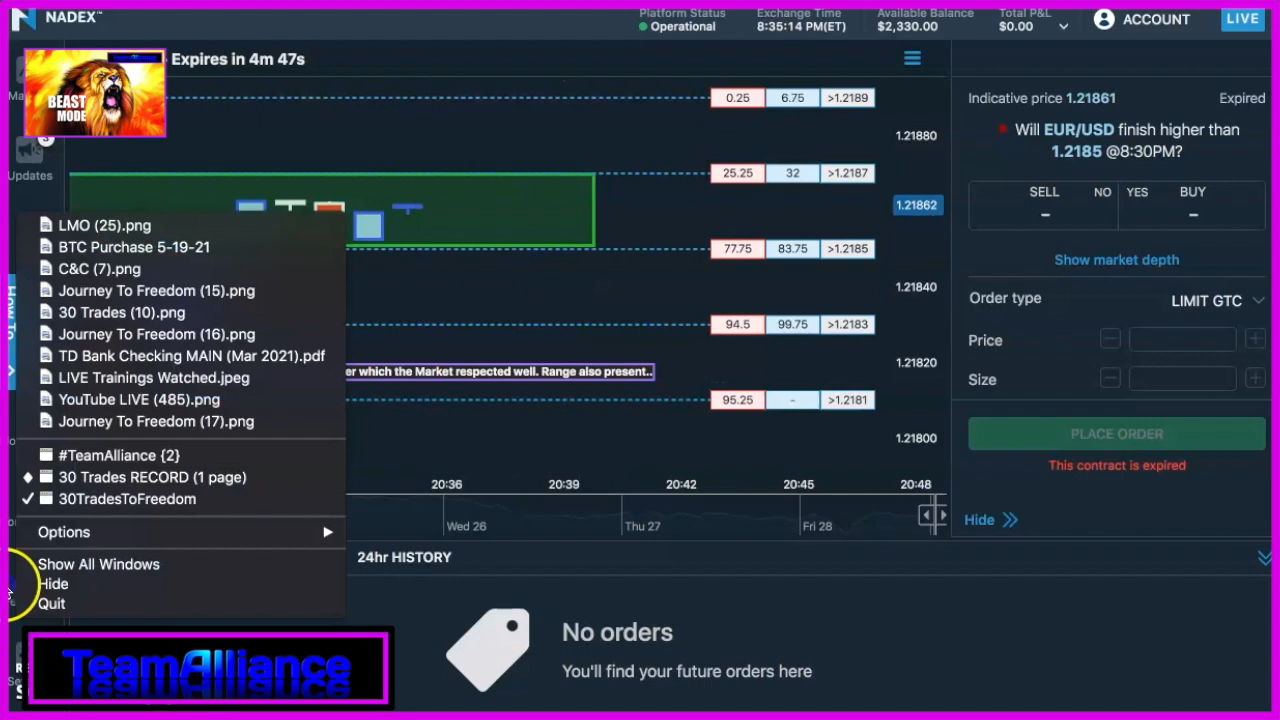 NADEX™
Platform Status
Operational
Exchange Time
8:35:14 PM(ET)
Available Balance
$2,330.00
Total P&L
$0.00
ACCOUNT
LIVE
Expires in 4m 47s
BEAST
MODE
3
Updates
0.25 6.75 >1.2189
1.21880
25.25 32 >1.2187
1.21862
77.75 83.75 >1.2185
1.21840
94.5 99.75 >1.2183
1.21820
er which the Market respected well. Range also present..
95.25 - >1.2181
1.21800
20:36 20:39 20:42 20:45 20:48
Wed 26 Thu 27 Fri 28
LMO (25).png
BTC Purchase 5-19-21
C&C (7).png
Journey To Freedom (15).png
30 Trades (10).png
Journey To Freedom (16).png
TD Bank Checking MAIN (Mar 2021).pdf
LIVE Trainings Watched.jpeg
YouTube LIVE (485).png
Journey To Freedom (17).png
#TeamAlliance {2}
30 Trades RECORD (1 page)
30TradesToFreedom
Options
Show All Windows
Hide
Quit
Indicative price 1.21861 Expired
Will EUR/USD finish higher than
1.2185 @8:30PM?
SELL NO YES BUY
- -
Show market depth
Order type LIMIT GTC
Price
Size
PLACE ORDER
This contract is expired
Hide
24hr HISTORY
No orders
You'll find your future orders here
TeamAlliance